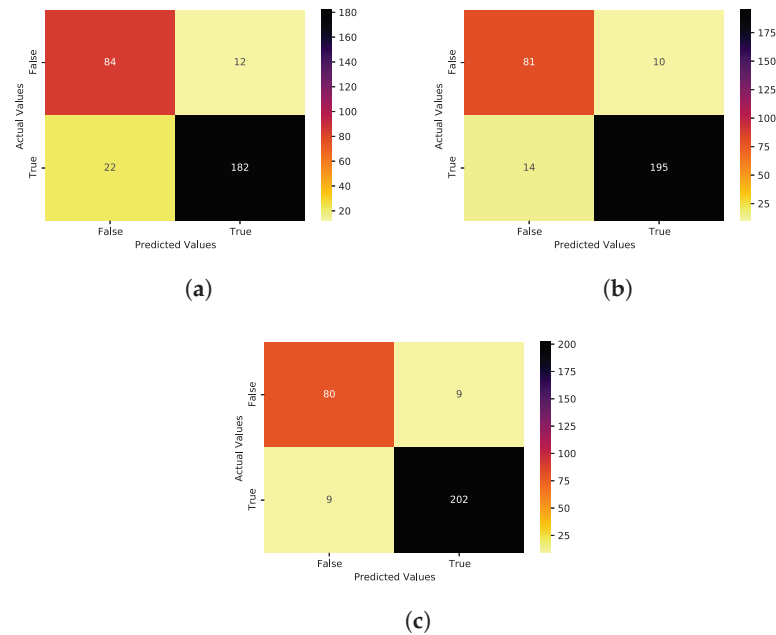 False
84
12
True
22
182
False
True
Predicted Values
Actual Values
180
160
140
120
100
80
60
40
20
(a)
False
81
10
True
14
195
False
True
Predicted Values
Actual Values
175
150
125
100
75
50
25
(b)
False
80
9
True
9
202
False
True
Predicted Values
Actual Values
200
175
150
125
100
75
50
25
(c)